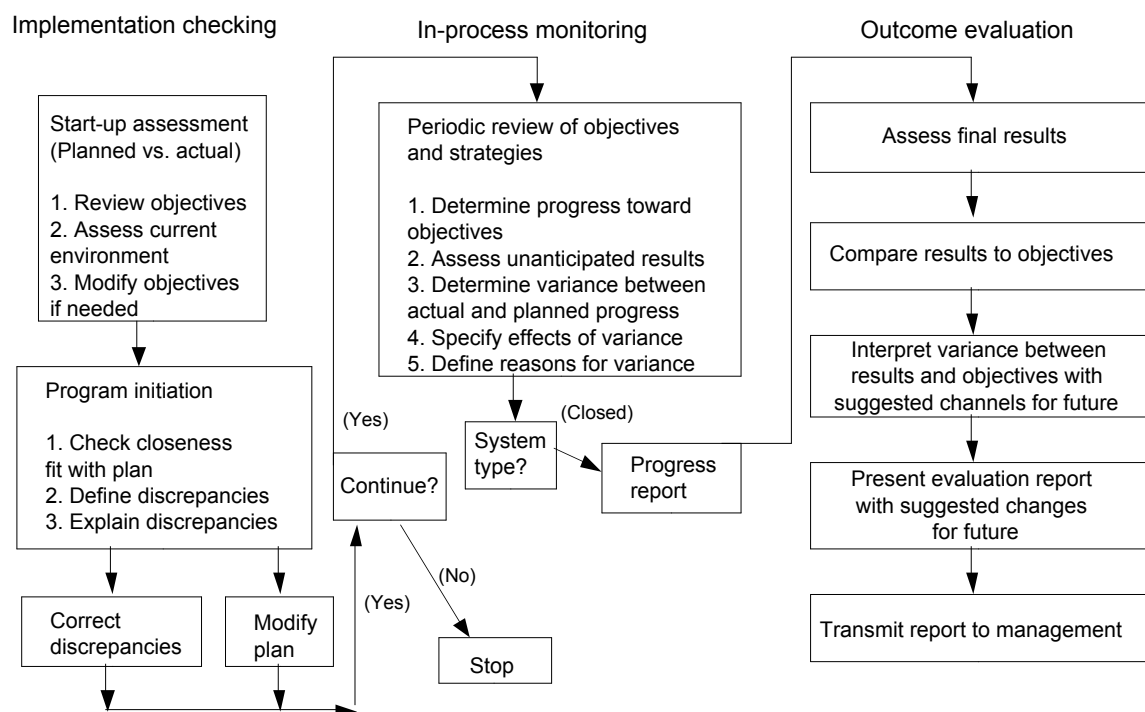 Implementation checking
In-process monitoring
Outcome evaluation
Start-up assessment
(Planned vs. actual)
1. Review objectives
2. Assess current
environment
3. Modify objectives
if needed
Program initiation
1. Check closeness
fit with plan
2. Define discrepancies
3. Explain discrepancies
Correct
discrepancies
Modify
plan
(Yes)
Continue?
(Yes)
(No)
Stop
Periodic review of objectives
and strategies
1. Determine progress toward
objectives
2. Assess unanticipated results
3. Determine variance between
actual and planned progress
4. Specify effects of variance
5. Define reasons for variance
System
type?
(Closed)
Progress
report
Assess final results
Compare results to objectives
Interpret variance between
results and objectives with
suggested channels for future
Present evaluation report
with suggested changes
for future
Transmit report to management